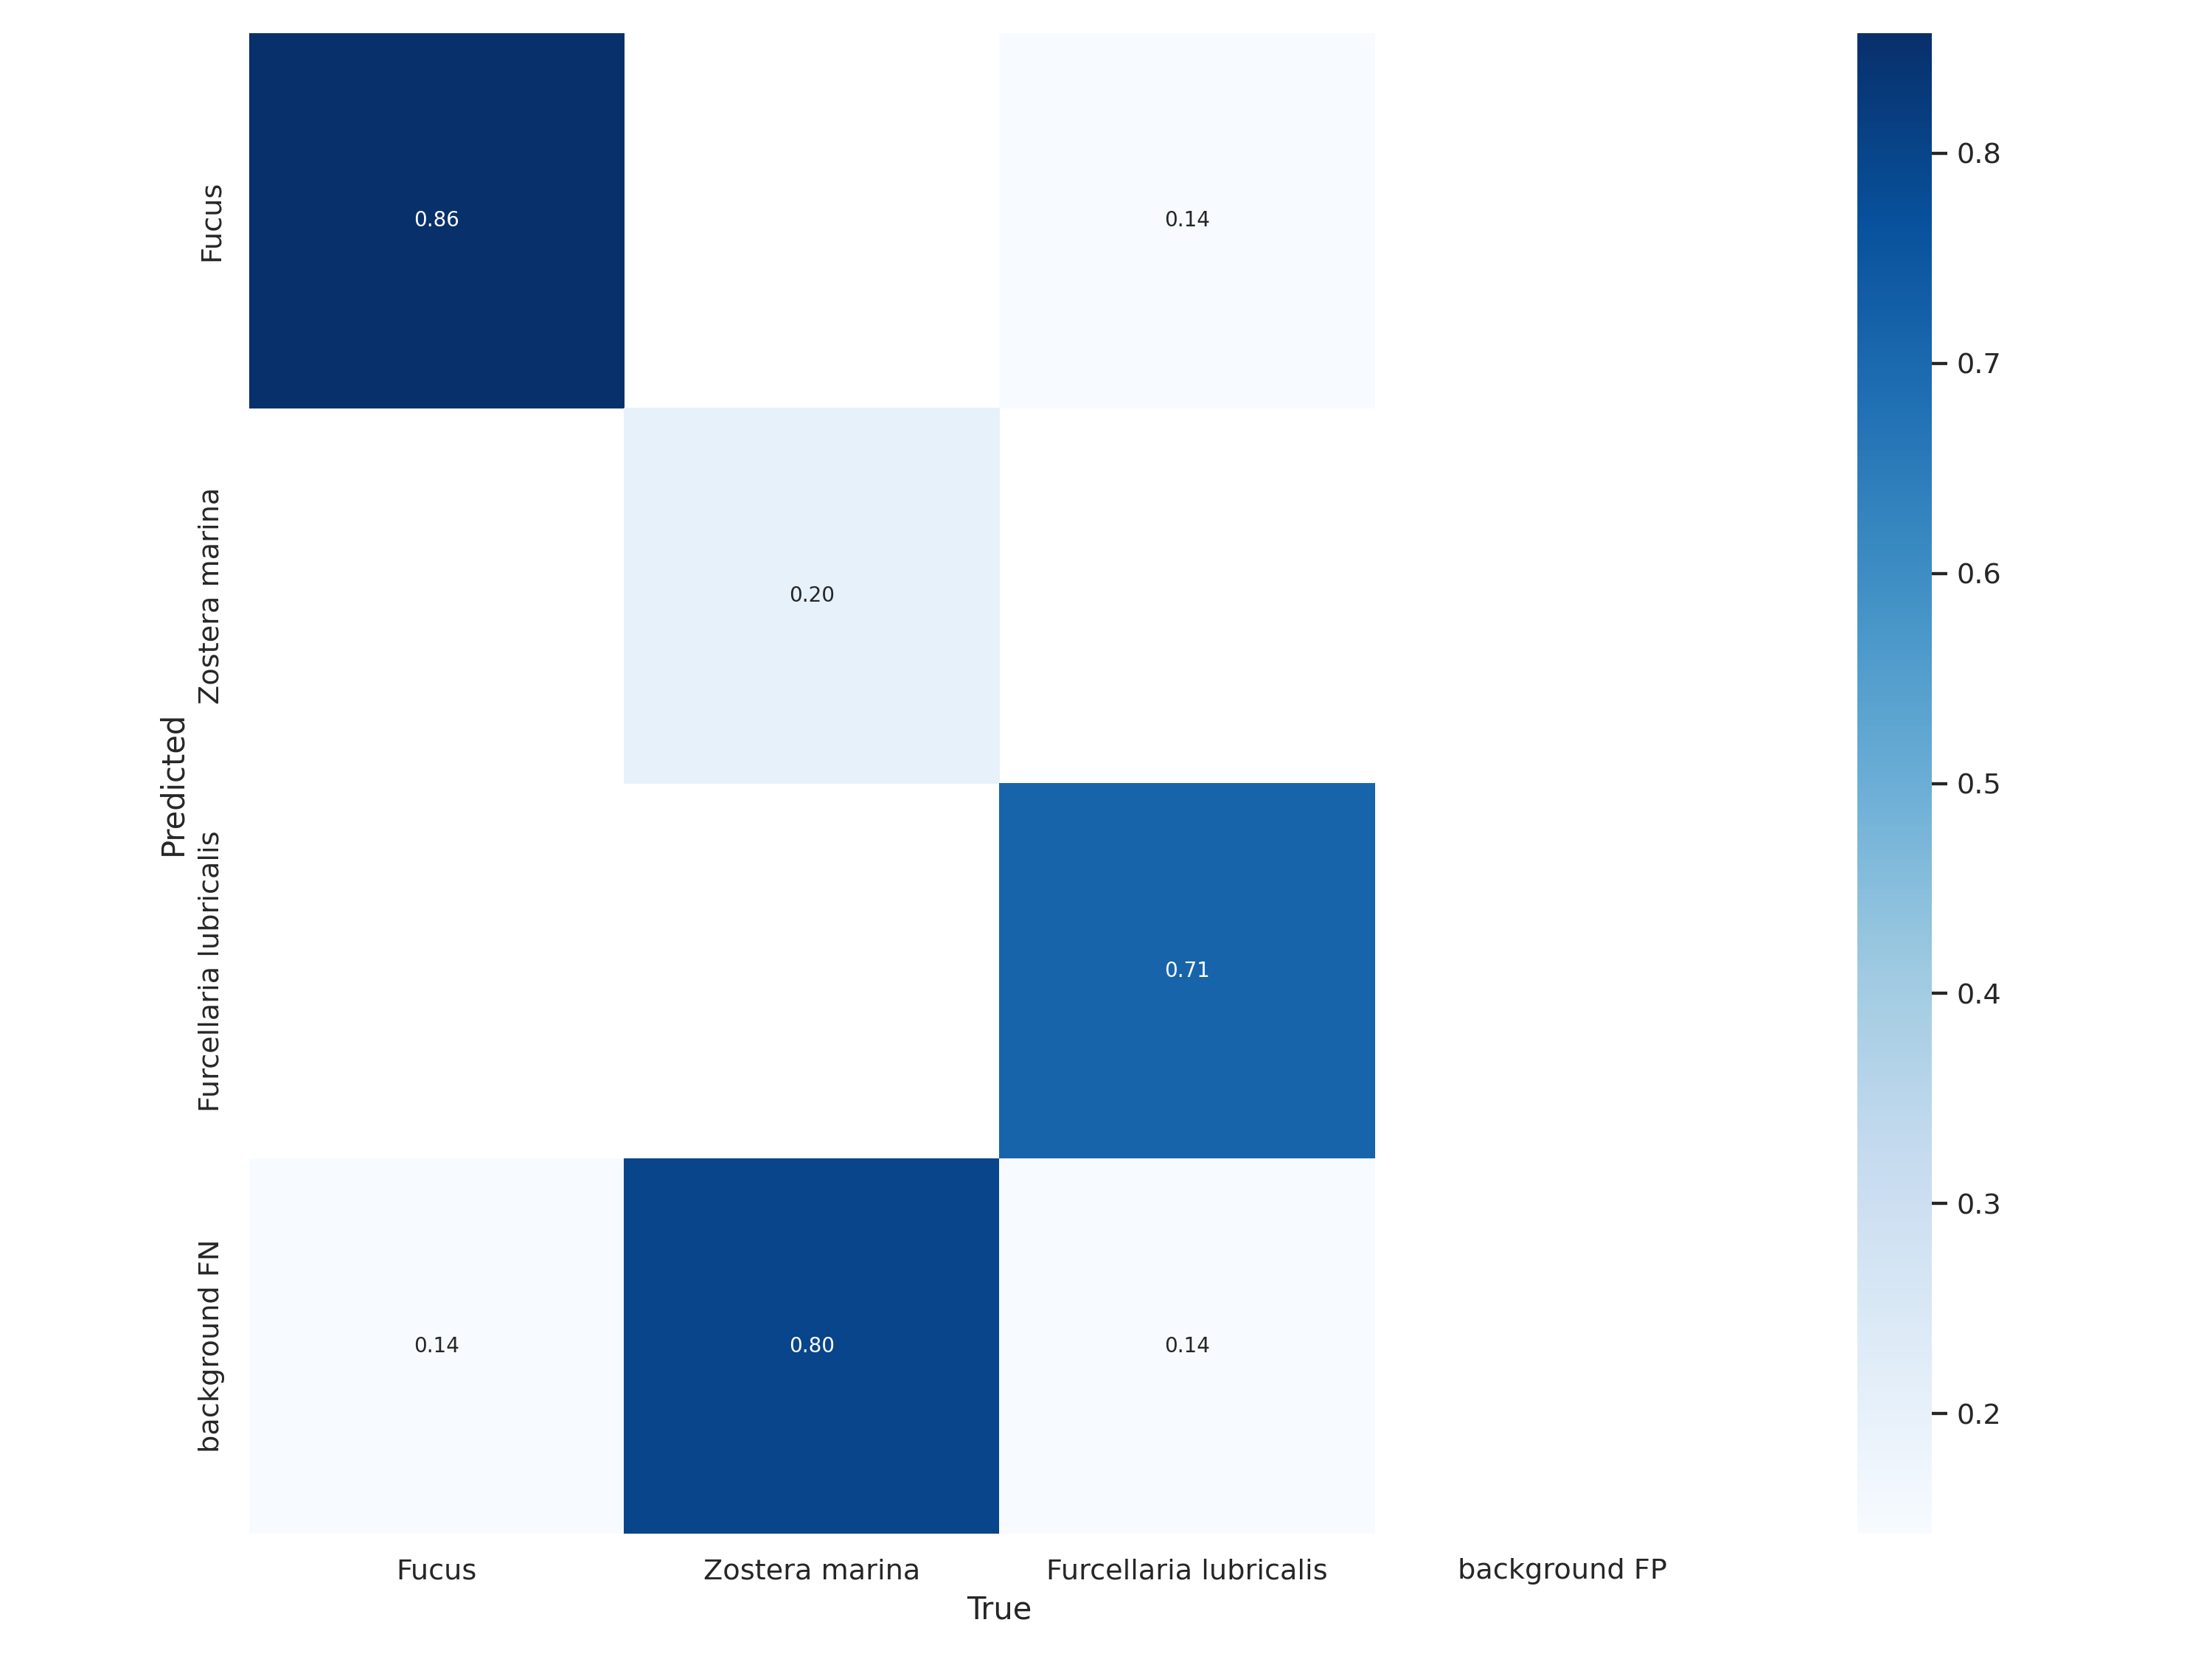 Predicted
Fucus
Zostera marina
Furcellaria lubricalis
background FN
0.86
0.14
0.20
0.71
0.14
0.80
0.14
Fucus
Zostera marina
Furcellaria lubricalis
background FP
True
0.8
0.7
0.6
0.5
0.4
0.3
0.2